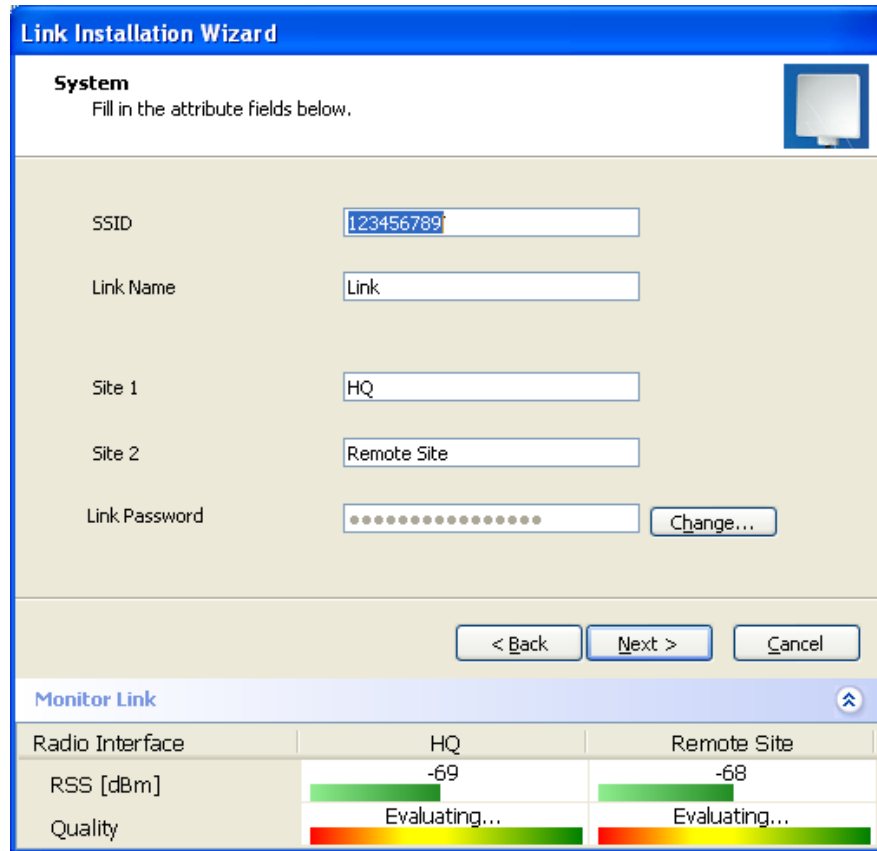 Link Installation Wizard
System
Fill in the attribute fields below.
SSID 123456789
Link Name Link
Site 1 HQ
Site 2 Remote Site
Link Password ●●●●●●●●●●●●●●●● Change...
< Back Next > Cancel
Monitor Link
Radio Interface HQ Remote Site
RSS [dBm] -69 -68
Quality Evaluating... Evaluating...